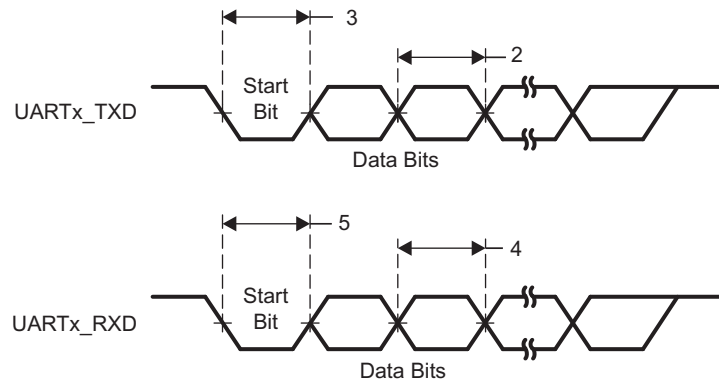 3
2
Start
Bit
UARTx_TXD
Data Bits
5
4
Start
Bit
UARTx_RXD
Data Bits